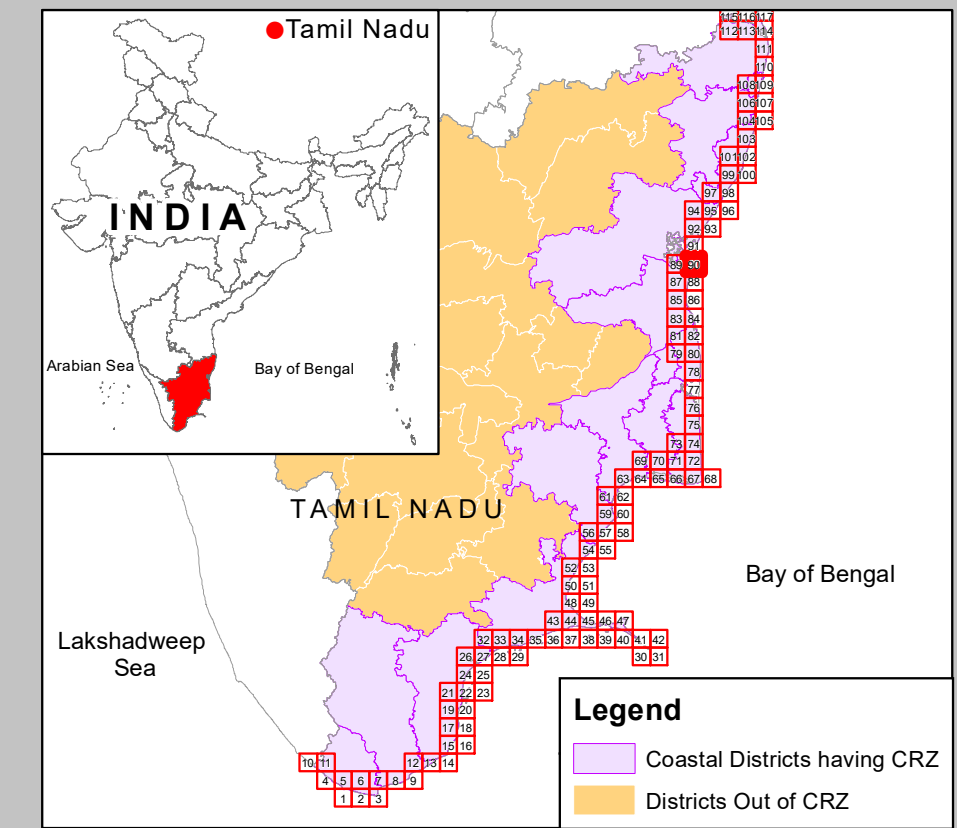 Tamil Nadu
INDIA
Arabian Sea
Bay of Bengal
115 116 117
112 113 114
111
110
108 109
106 107
104 105
103
101 102
99 100
97 98
94 95 96
92 93
91
89 90
87 88
85 86
83 84
81 82
79 80
78
77
76
75
73 74
69 70 71 72
63 64 65 66 67 68
61 62
TAMIL NADU
59 60
56 57 58
54 55
52 53
Bay of Bengal
50 51
48 49
43 44 45 46 47
32 33 34 35 36 37 38 39 40 41 42
Lakshadweep
Sea
26 27 28 29 30 31
24 25
21 22 23
19 20
17 18
15 16
10 11 12 13 14
4 5 6 7 8 9
1 2 3
Legend
Coastal Districts having CRZ
Districts Out of CRZ